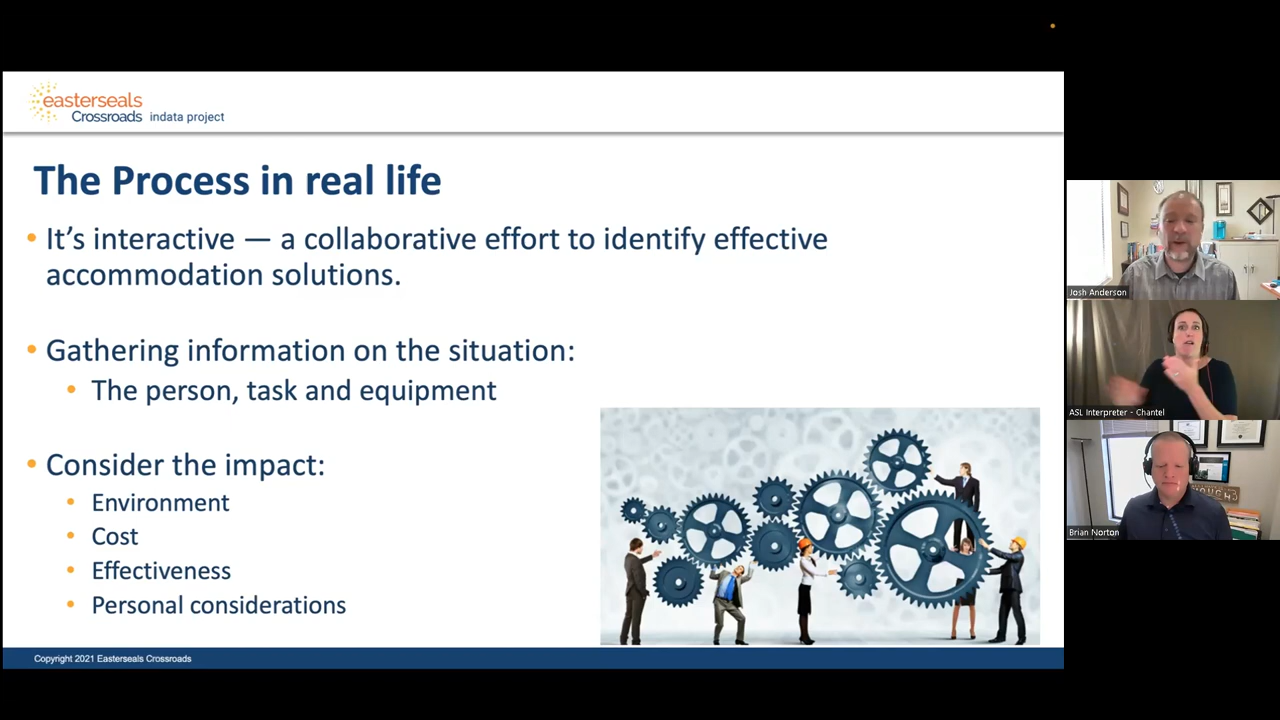 easterseals
Crossroads indata project
The Process in real life
• It's interactive — a collaborative effort to identify effective
accommodation solutions.
• Gathering information on the situation:
• The person, task and equipment
• Consider the impact:
• Environment
• Cost
• Effectiveness
• Personal considerations
Copyright 2021 Easterseals Crossroads
Josh Anderson
ASL Interpreter - Chantel
Brian Norton